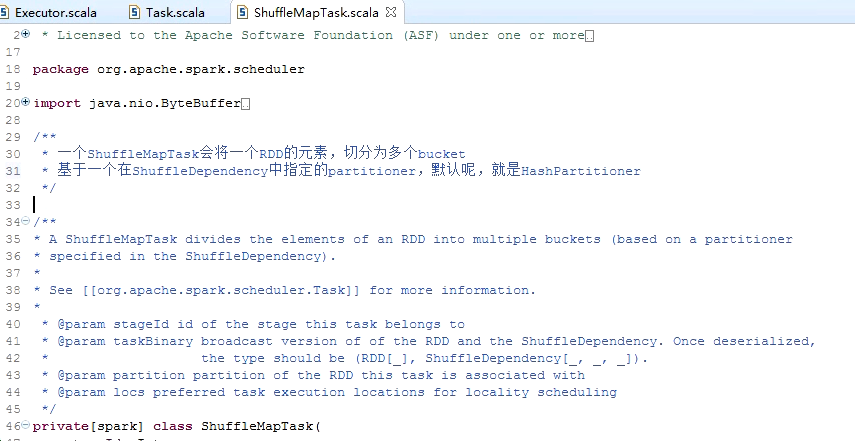 Executor.scala Task.scala ShuffleMapTask.scala
2 * Licensed to the Apache Software Foundation (ASF) under one or more
17
18 package org.apache.spark.scheduler
19
20 import java.nio.ByteBuffer
28
29 /**
30 * 一个ShuffleMapTask会将一个RDD的元素，切分为多个bucket
31 * 基于一个在ShuffleDependency中指定的partitioner，默认呢，就是HashPartitioner
32 */
33
34 /**
35 * A ShuffleMapTask divides the elements of an RDD into multiple buckets (based on a partitioner
36 * specified in the ShuffleDependency).
37 *
38 * See [[org.apache.spark.scheduler.Task]] for more information.
39 *
40 * @param stageId id of the stage this task belongs to
41 * @param taskBinary broadcast version of of the RDD and the ShuffleDependency. Once deserialized,
42 * the type should be (RDD[_], ShuffleDependency[_, _, _]).
43 * @param partition partition of the RDD this task is associated with
44 * @param locs preferred task execution locations for locality scheduling
45 */
46 private[spark] class ShuffleMapTask(